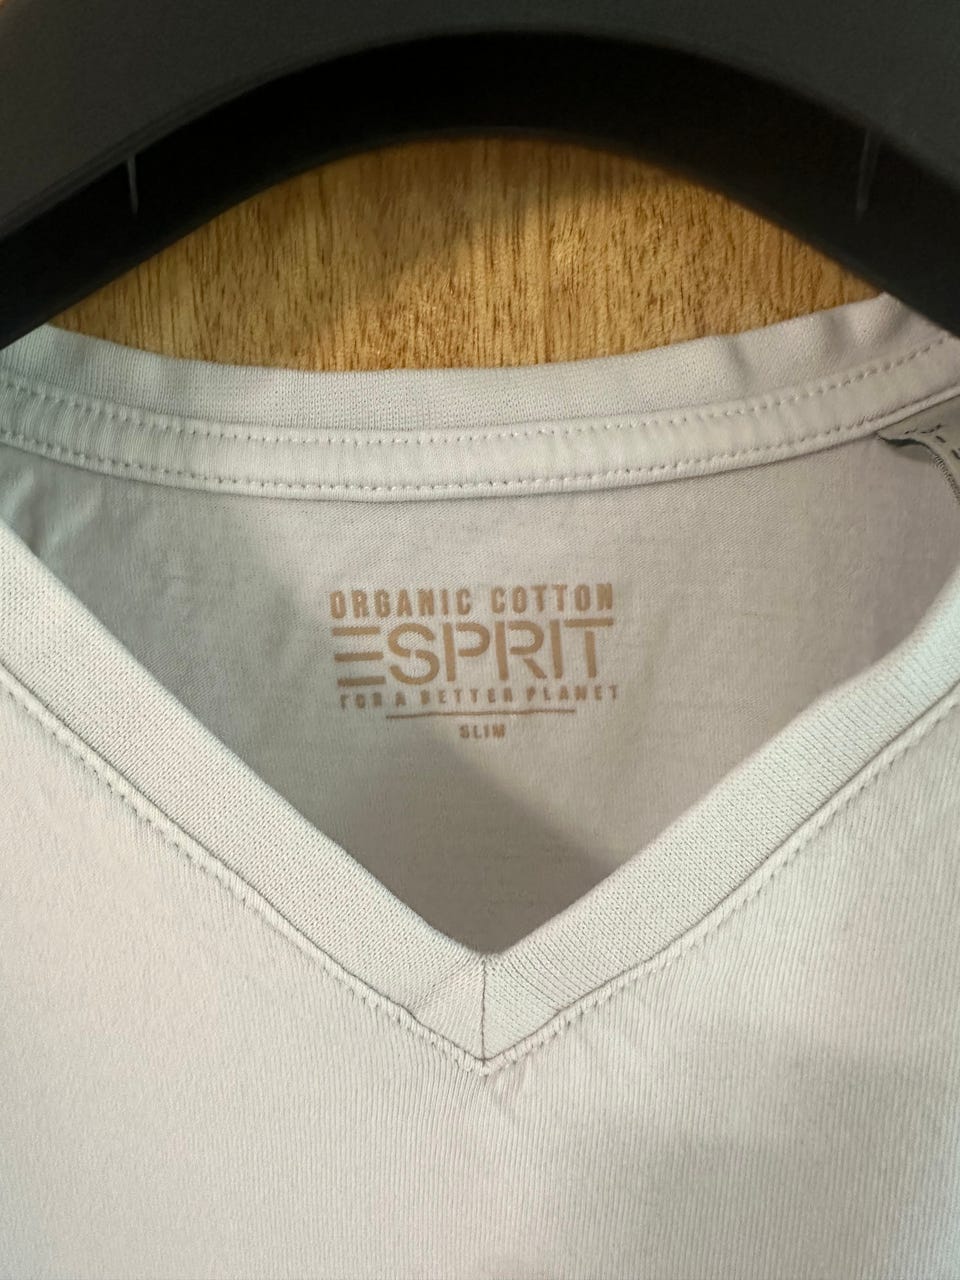 ORGANIC COTTON
ESPRIT
FOR A BETTER PLANET
SLIM